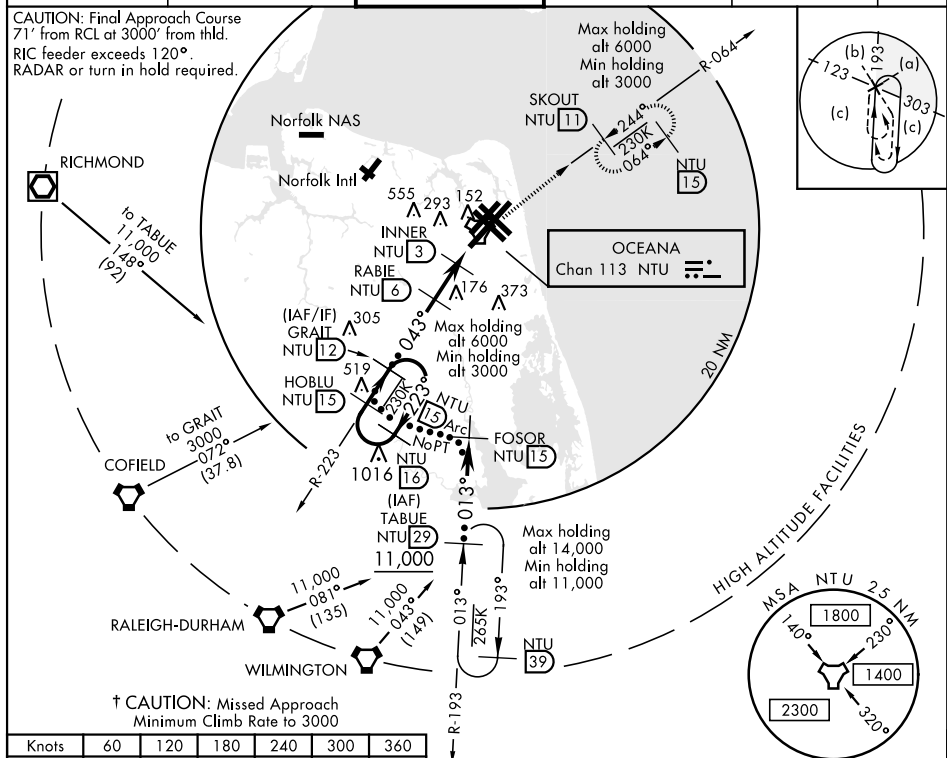 CAUTION: Final Approach Course
71' from RCL at 3000' from thld.
RIC feeder exceeds 120°.
RADAR or turn in hold required.
Max holding
alt 6000
Min holding
alt 3000
R-064
SKOUT
NTU 11
244°
230K
064°
NTU
15
(b)
193
(a)
123
303
(c)
(c)
Norfolk NAS
Norfolk Intl
RICHMOND
to TABUE
11,000
148°
(92)
555
293
152
INNER
NTU 3
OCEANA
Chan 113 NTU
RABIE
NTU 6
176
373
(IAF/IF)
GRAIT
NTU 12
305
043°
Max holding
alt 6000
Min holding
alt 3000
20 NM
HOBLU
NTU 15
519
230K
223°
NTU
15 Arc
NoPT
FOSOR
NTU 15
to GRAIT
3000
072°
(37.8)
COFIELD
R-223
1016
NTU
16
(IAF)
TABUE
NTU 29
11,000
013°
Max holding
alt 14,000
Min holding
alt 11,000
HIGH ALTITUDE FACILITIES
11,000
081°
(135)
RALEIGH-DURHAM
11,000
043°
(149)
WILMINGTON
013°
265K
193°
NTU
39
R-193
MSA NTU 25 NM
140°
1800
230°
1400
2300
320°
† CAUTION: Missed Approach
Minimum Climb Rate to 3000
Knots 60 120 180 240 300 360